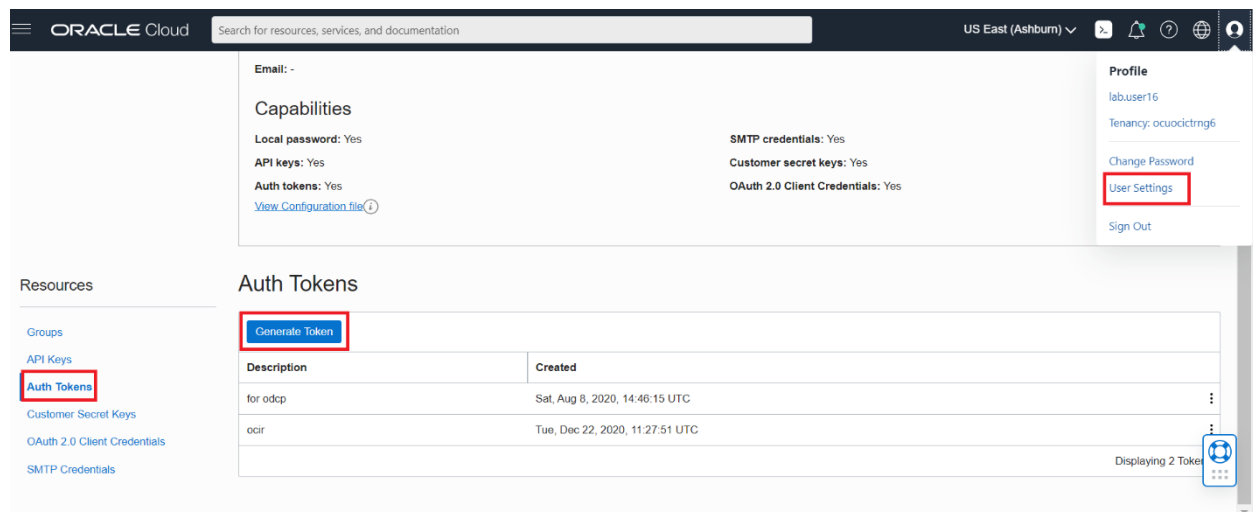 ORACLE Cloud
Search for resources, services, and documentation
US East (Ashburn)
Profile
lab.user16
Tenancy: ocuocictrng6
Change Password
User Settings
Sign Out
Email: -
Capabilities
Local password: Yes
SMTP credentials: Yes
API keys: Yes
Customer secret keys: Yes
Auth tokens: Yes
OAuth 2.0 Client Credentials: Yes
View Configuration file
Resources
Groups
API Keys
Auth Tokens
Customer Secret Keys
OAuth 2.0 Client Credentials
SMTP Credentials
Auth Tokens
Generate Token
Description Created
for odcp Sat, Aug 8, 2020, 14:46:15 UTC
ocir Tue, Dec 22, 2020, 11:27:51 UTC
Displaying 2 Toke